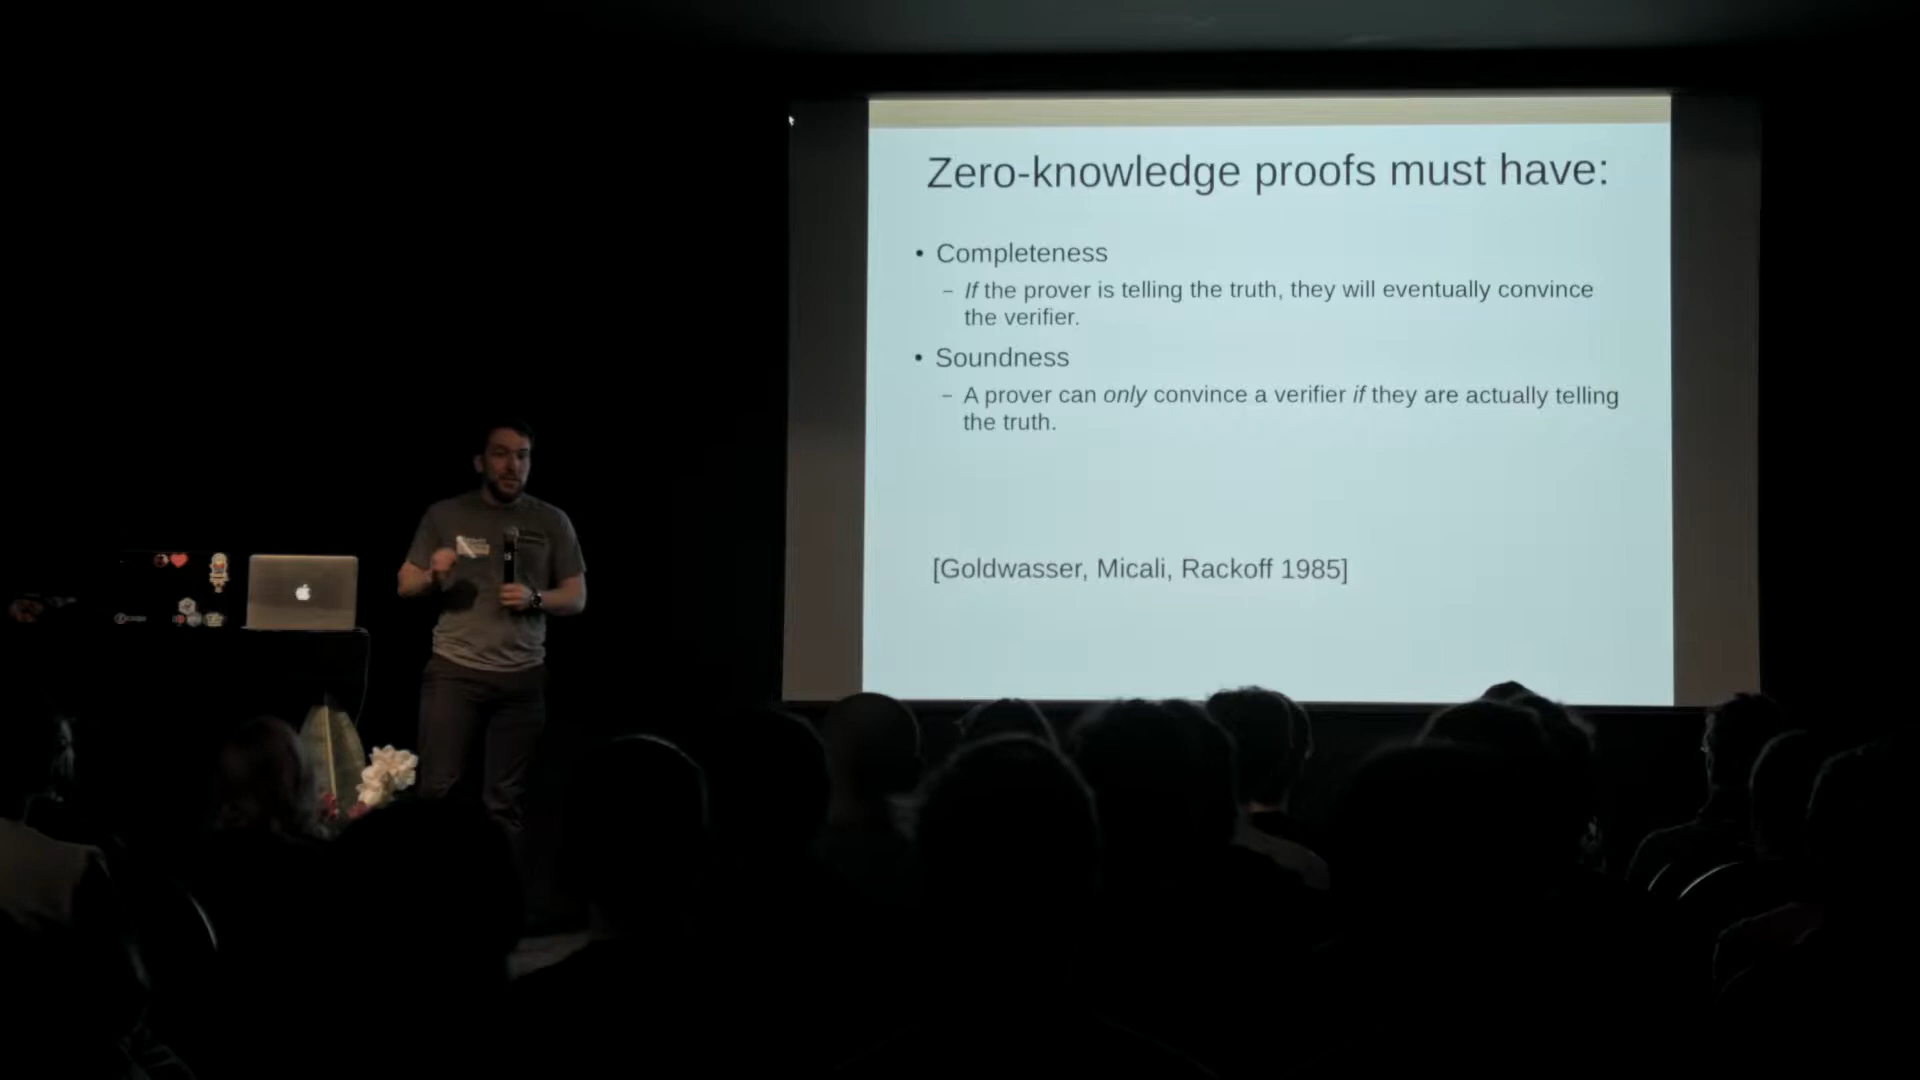 Zero-knowledge proofs must have:
• Completeness
– If the prover is telling the truth, they will eventually convince
the verifier.
• Soundness
– A prover can only convince a verifier if they are actually telling
the truth.
[Goldwasser, Micali, Rackoff 1985]